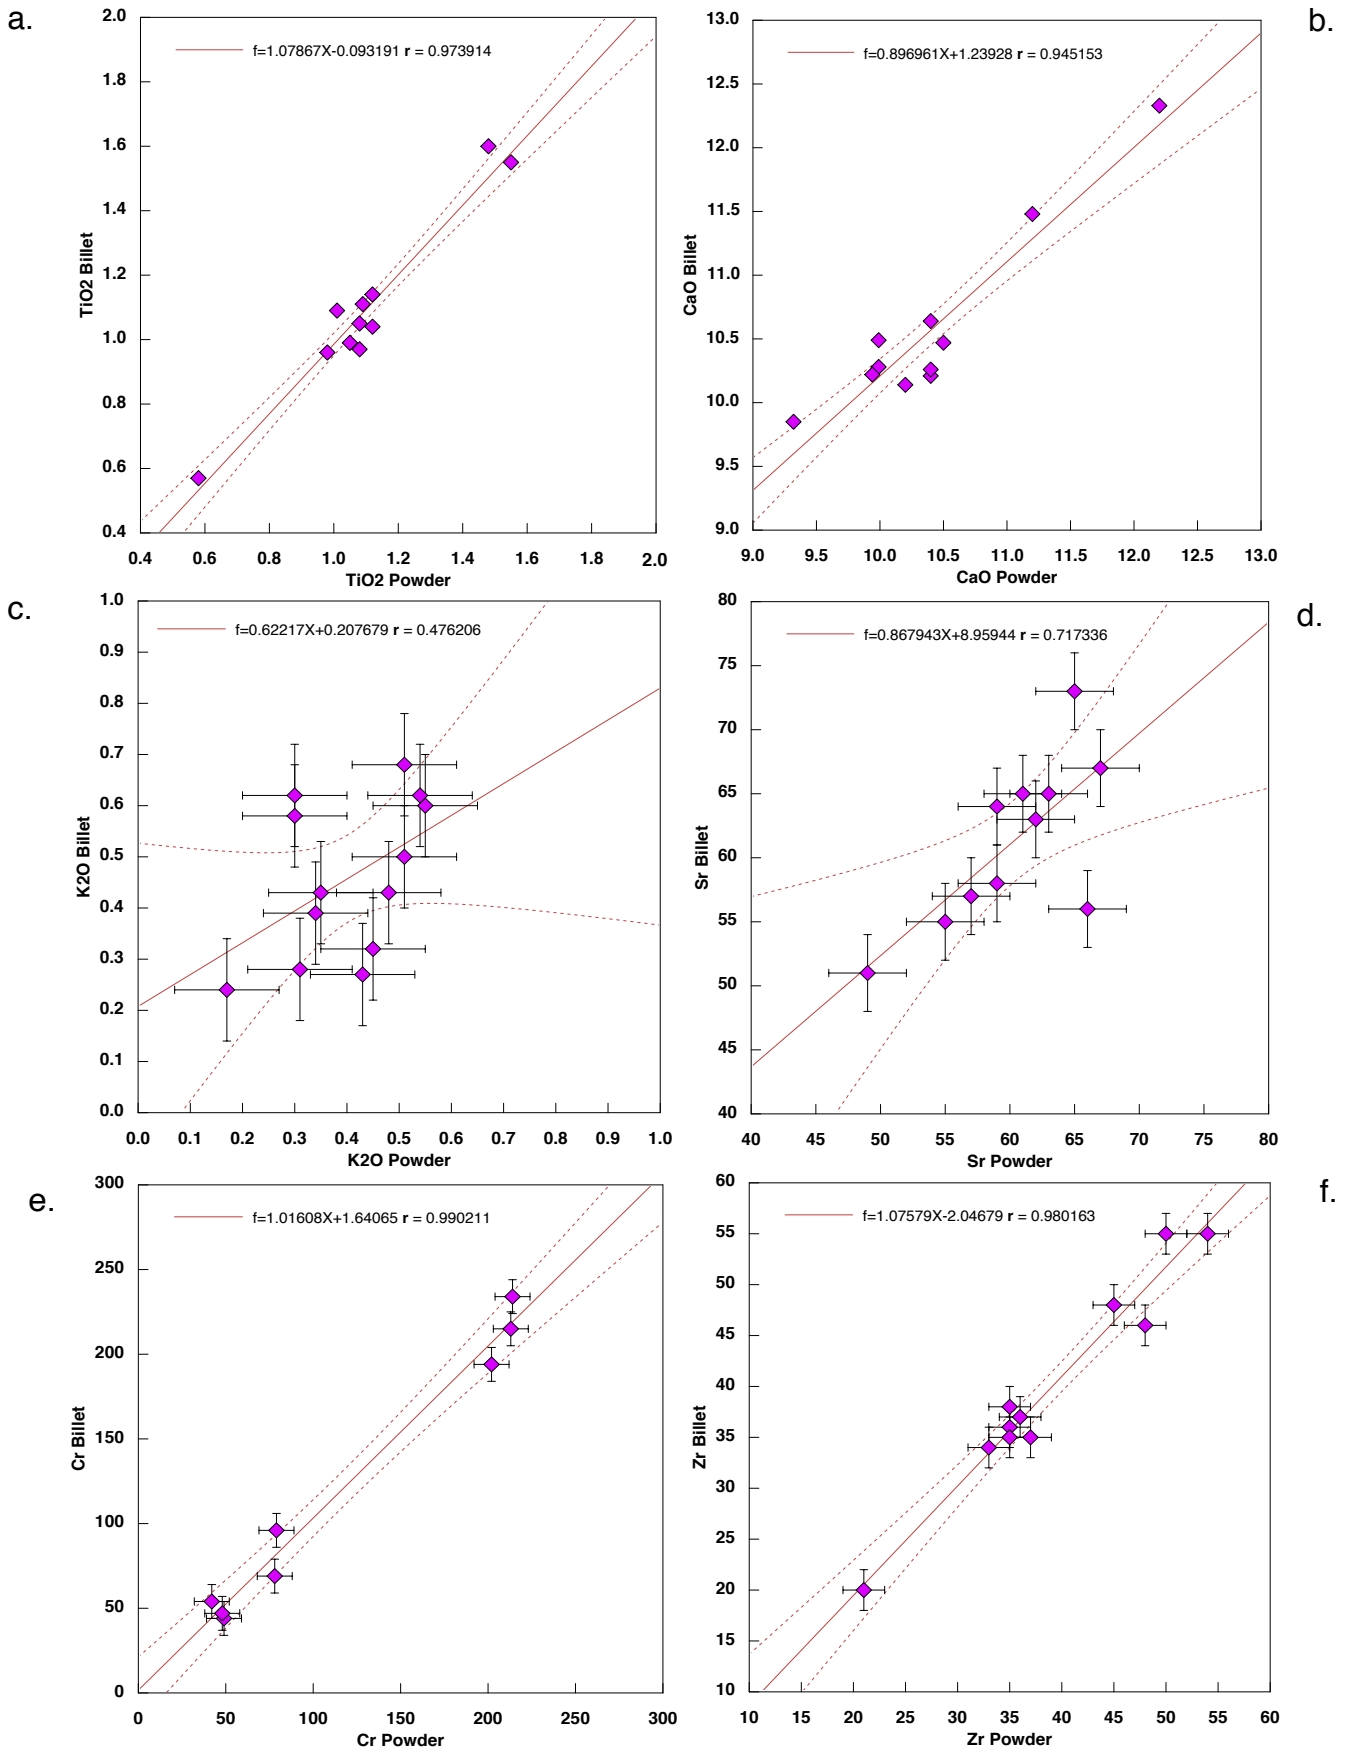 a.
f=1.07867X-0.093191 r = 0.973914
TiO2 Billet
2.0
1.8
1.6
1.4
1.2
1.0
0.8
0.6
0.4
0.4 0.6 0.8 1.0 1.2 1.4 1.6 1.8 2.0
TiO2 Powder
b.
f=0.896961X+1.23928 r = 0.945153
CaO Billet
13.0
12.5
12.0
11.5
11.0
10.5
10.0
9.5
9.0
9.0 9.5 10.0 10.5 11.0 11.5 12.0 12.5 13.0
CaO Powder
c.
f=0.62217X+0.207679 r = 0.476206
K2O Billet
1.0
0.9
0.8
0.7
0.6
0.5
0.4
0.3
0.2
0.1
0.0
0.0 0.1 0.2 0.3 0.4 0.5 0.6 0.7 0.8 0.9 1.0
K2O Powder
d.
f=0.867943X+8.95944 r = 0.717336
Sr Billet
80
75
70
65
60
55
50
45
40
40 45 50 55 60 65 70 75 80
Sr Powder
e.
f=1.01608X+1.64065 r = 0.990211
Cr Billet
300
250
200
150
100
50
0
0 50 100 150 200 250 300
Cr Powder
f.
f=1.07579X-2.04679 r = 0.980163
Zr Billet
60
55
50
45
40
35
30
25
20
15
10
10 15 20 25 30 35 40 45 50 55 60
Zr Powder